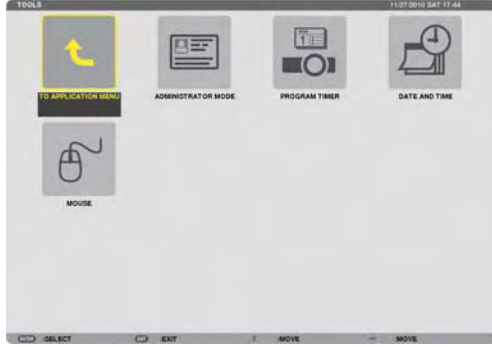 TOOLS 11/27/2010 SAT 17:44
TO APPLICATION MENU ADMINISTRATOR MODE PROGRAM TIMER DATE AND TIME
MOUSE
:SELECT :EXIT :MOVE :MOVE